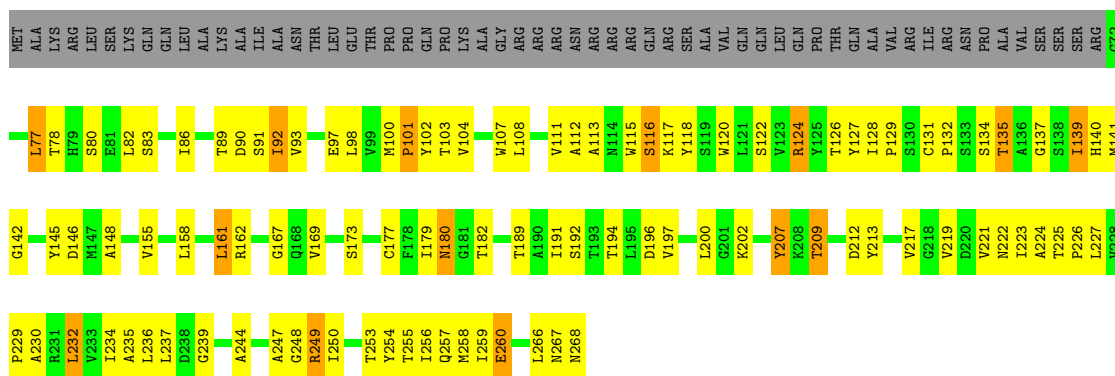 MET ALA LYS ARG LEU SER LYS GLN GLN LEU ALA LYS ALA ILE ALA ASN THR LEU GLU THR PRO PRO GLN PRO LYS ALA GLY ARG ARG ARG ASN ARG ARG ARG GLN ARG SER ALA VAL GLN GLN LEU GLN PRO THR GLN ALA VAL ARG ILE ARG ASN PRO ALA VAL SER SER SER ARG
L77 T78 H79 S80 E81 L82 S83 I86 T89 D90 S91 I92 V93 E97 L98 V99 M100 P101 Y102 T103 V104 W107 L108 V111 A112 A113 N114 W115 S116 K117 Y118 S119 W120 L121 S122 V123 R124 Y125 T126 Y127 I128 P129 S130 C131 P132 S133 S134 T135 A136 G137 S138 I139 H140 M141
G142 Y145 D146 M147 A148 V155 L158 L161 R162 G167 Q168 V169 S173 C177 F178 I179 N180 G181 T182 T189 A190 I191 S192 T193 T194 L195 D196 V197 L200 G201 K202 Y207 K208 T209 D212 Y213 V217 G218 V219 D220 V221 N222 I223 A224 T225 P226 L227 V228
P229 A230 R231 L232 V233 I234 A235 L236 L237 D238 G239 A244 A247 G248 R249 I250 T253 Y254 T255 I256 Q257 M258 I259 E260 L266 N267 N268